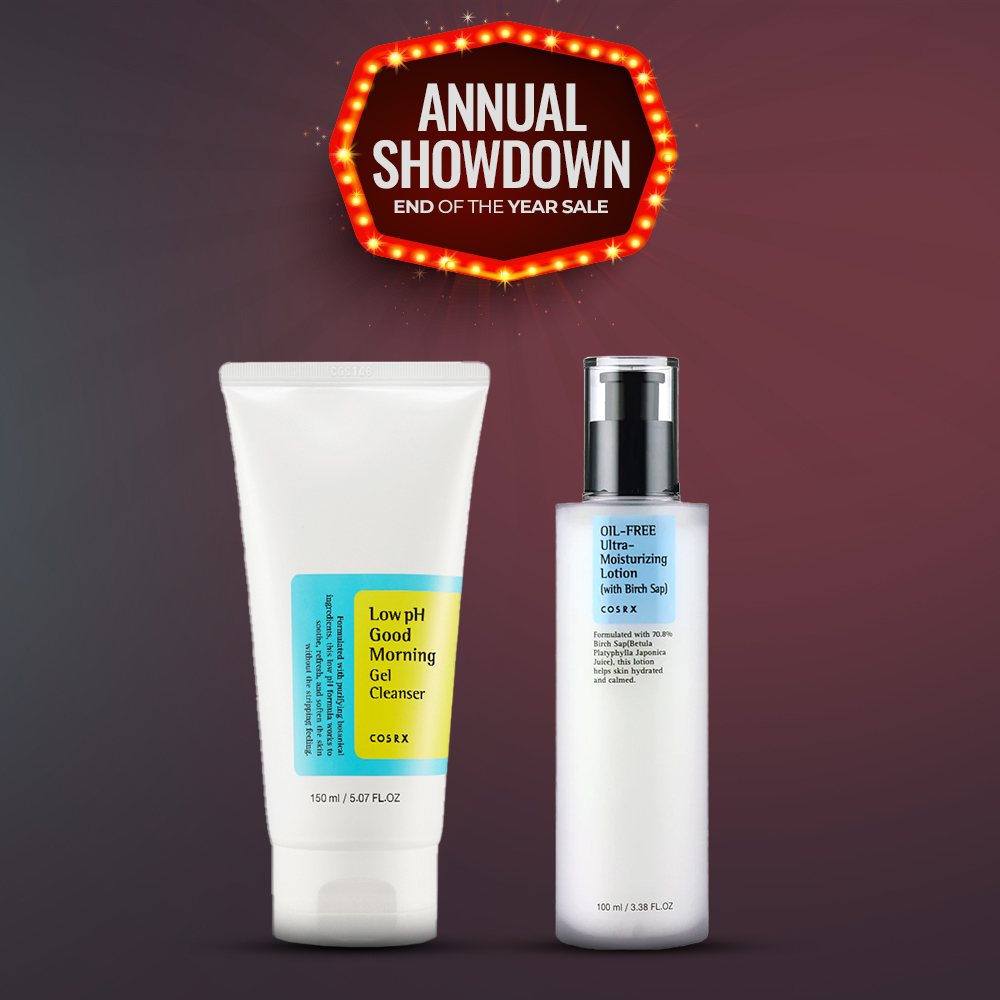 ANNUAL
SHOWDOWN
END OF THE YEAR SALE
Low pH
Good
Morning
Gel
Cleanser
COSRX
Formulated with purifying botanical
ingredients, this low pH formula works to
soothe, refresh, and soften the skin
without the stripping feeling.
150 ml / 5.07 FL.OZ
OIL-FREE
Ultra-
Moisturizing
Lotion
(with Birch Sap)
COSRX
Formulated with 70.8%
Birch Sap(Betula
Platyphylla Japonica
Juice), this lotion
helps skin hydrated
and calmed.
100 ml / 3.38 FL.OZ